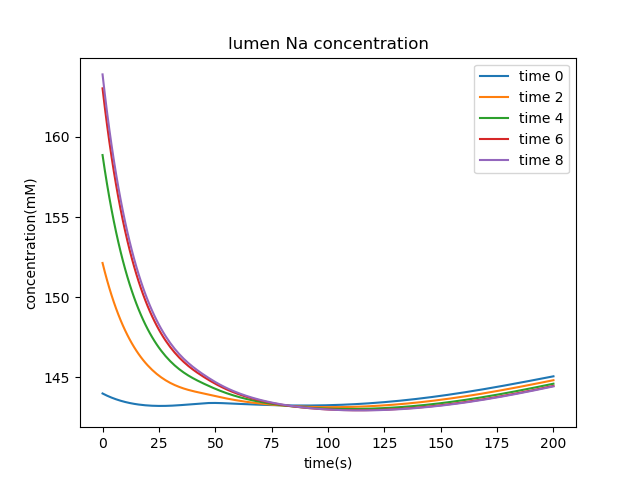 lumen Na concentration
time 0
time 2
time 4
time 6
time 8
concentration(mM)
160
155
150
145
0 25 50 75 100 125 150 175 200
time(s)